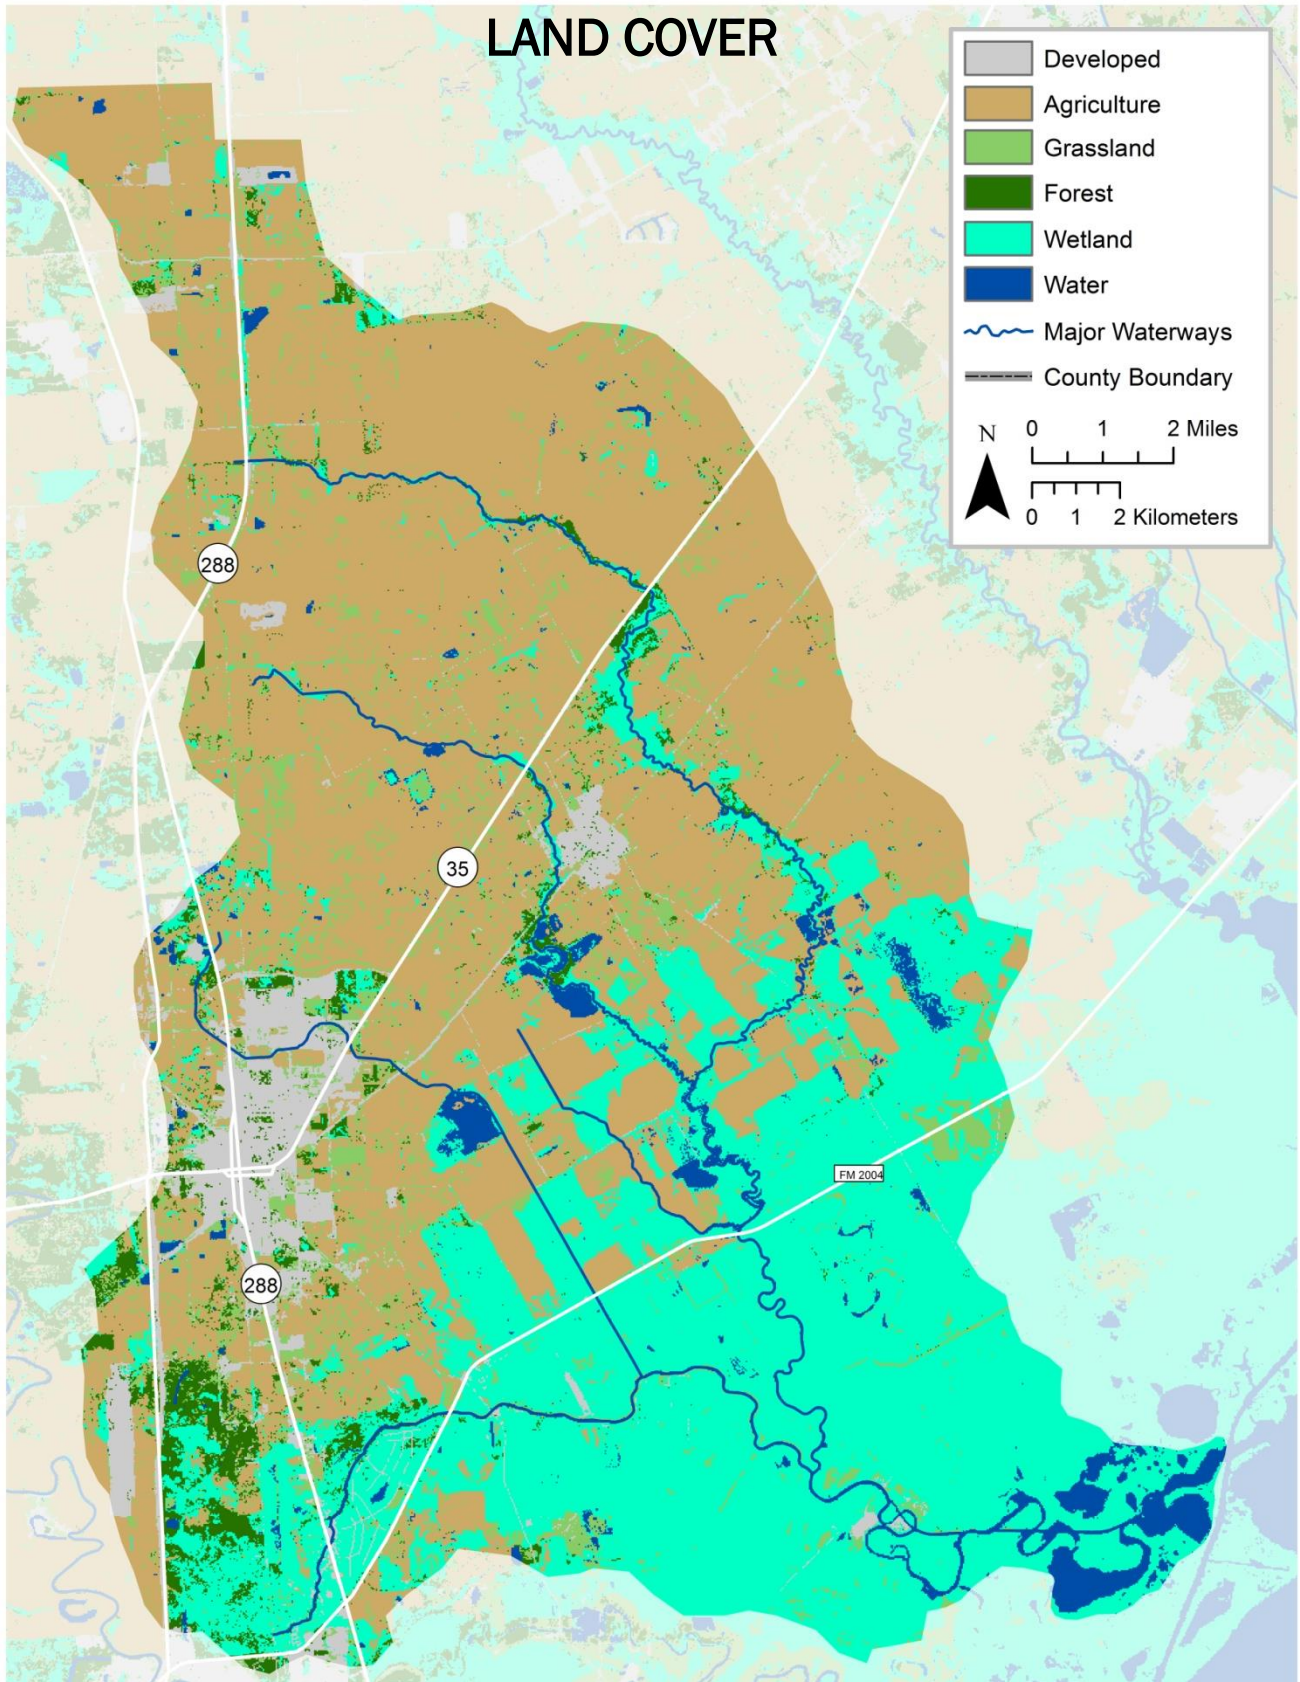 LAND COVER
Developed
Agriculture
Grassland
Forest
Wetland
Water
Major Waterways
County Boundary
N
0 1 2 Miles
0 1 2 Kilometers
288
35
FM 2004
288